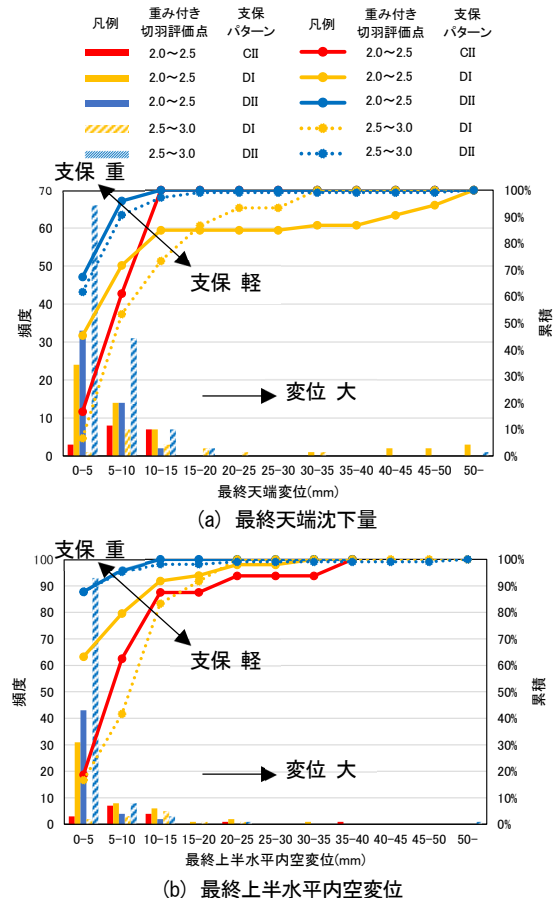 凡例 重み付き切羽評価点 支保パターン 凡例 重み付き切羽評価点 支保パターン
2.0～2.5 CII 2.0～2.5 CII
2.0～2.5 DI 2.0～2.5 DI
2.0～2.5 DII 2.0～2.5 DII
2.5～3.0 DI 2.5～3.0 DI
2.5～3.0 DII 2.5～3.0 DII
支保 重
70 100%
90%
60
80%
50
70%
支保 軽
60%
40
50%
30
40%
20
30%
変位 大
20%
10
10%
0 0%
頻度
累積
0-5 5-10 10-15 15-20 20-25 25-30 30-35 35-40 40-45 45-50 50-
最終天端変位(mm)
(a) 最終天端沈下量
支保 重
100 100%
90 90%
80 80%
70 70%
支保 軽
60 60%
50 50%
40 40%
30 30%
20 20%
変位 大
10 10%
0 0%
頻度
累積
0-5 5-10 10-15 15-20 20-25 25-30 30-35 35-40 40-45 45-50 50-
最終上半水平内空変位(mm)
(b) 最終上半水平内空変位